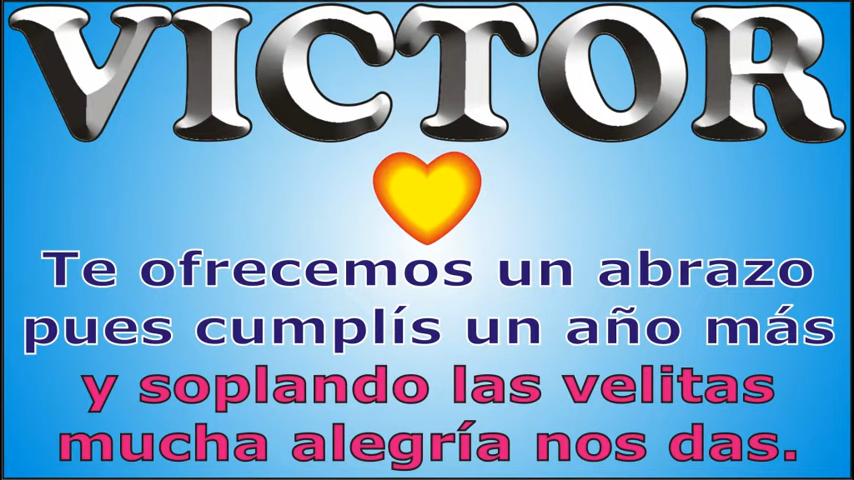 VICTOR
Te ofrecemos un abrazo
pues cumplís un año más
y soplando las velitas
mucha alegría nos das.